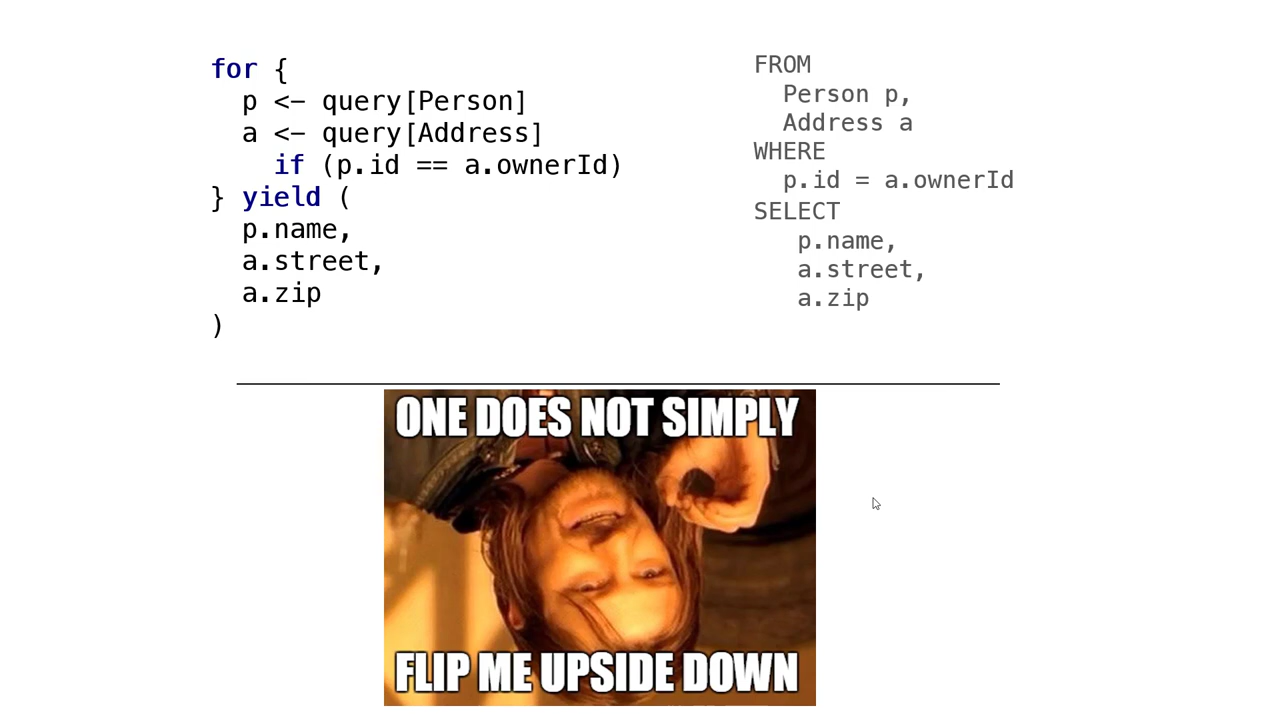 for {
  p <- query[Person]
  a <- query[Address]
    if (p.id == a.ownerId)
} yield (
  p.name,
  a.street,
  a.zip
)
FROM
  Person p,
  Address a
WHERE
  p.id = a.ownerId
SELECT
   p.name,
   a.street,
   a.zip
ONE DOES NOT SIMPLY
FLIP ME UPSIDE DOWN